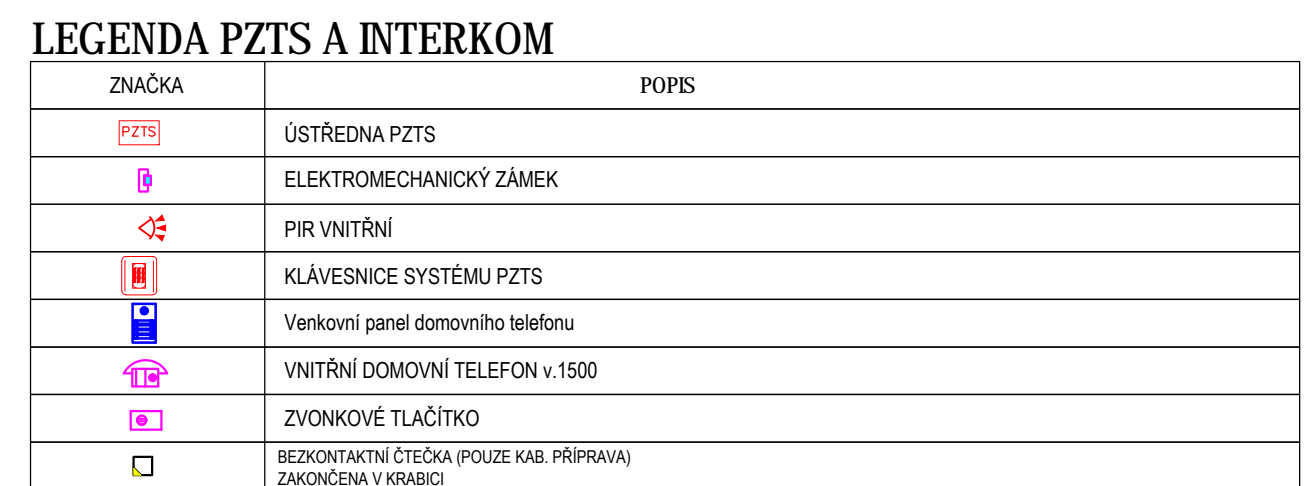 LEGENDA PZTS A INTERKOM
ZNAČKA POPIS
PZTS ÚSTŘEDNA PZTS
ELEKTROMECHANICKÝ ZÁMEK
PIR VNITŘNÍ
KLÁVESNICE SYSTÉMU PZTS
Venkovní panel domovního telefonu
VNITŘNÍ DOMOVNÍ TELEFON v.1500
ZVONKOVÉ TLAČÍTKO
BEZKONTAKTNÍ ČTEČKA (POUZE KAB. PŘÍPRAVA)
ZAKONČENA V KRABICI